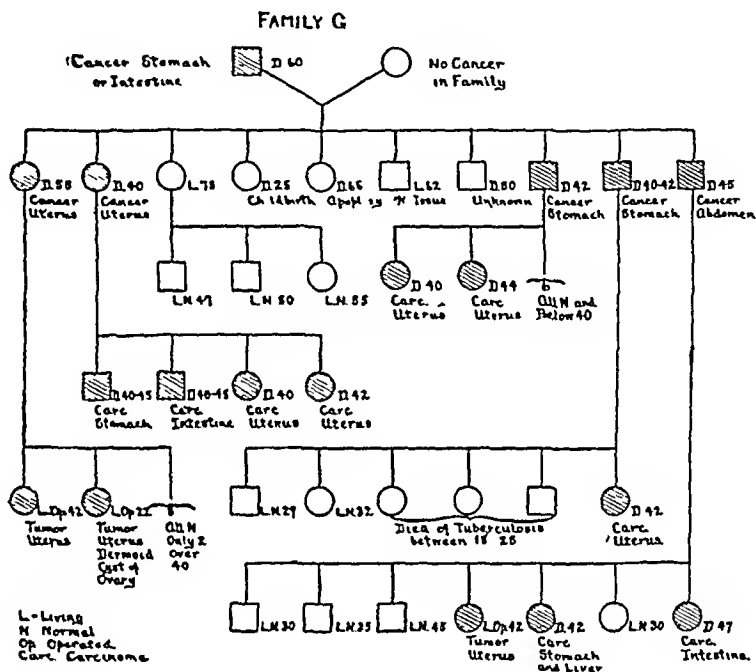 FAMILY G
Cancer Stomach
or Intestine
D 60
No Cancer
in Family
D.58
Cancer
Uterus
D.40
Cancer
Uterus
L.78
D.25
Childbirth
D.65
Apoplexy
L.62
N Issue
D.50
Unknown
D.42
Cancer
Stomach
D 40-42
Cancer
Stomach
D 45
Cancer
Abdomen
L.N.50
L.N.55
D 40
Carc.
Uterus
D.44
Carc
Uterus
6
All N and
Below 40
D.40-45
Carc
Stomach
Carc
Intestine
D.40
Carc
Uterus
D.42
Carc
Uterus
L.Op 42
Tumor
Uterus
Tumor
Uterus
Dermoid
Cyst of
Ovary
All N
Only 2
Over
40
L.N.29
L.N.32
Died of Tuberculosis
between 18 25
D.42
Carc
Uterus
L.N.30
L.N.35
L.N.45
L.Op 42
Tumor
Uterus
D.42
Carc
Stomach
and Liver
L.N.30
D.47
Carc.
Intestine
L-Living
N Normal
Op Operated
Carc Carcinoma